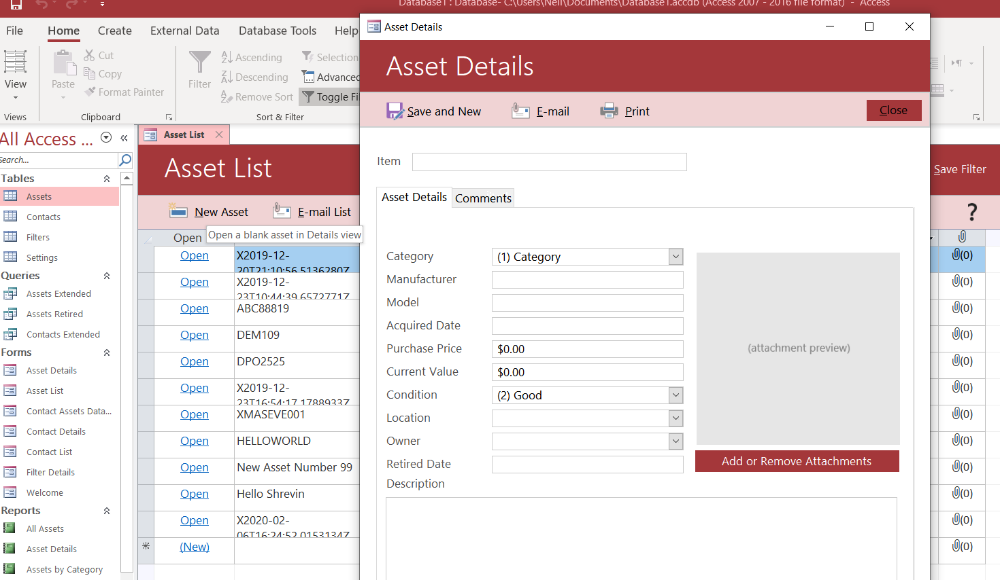 Database1 : Database- C:\Users\Neil\Documents\Database1.accdb (Access 2007 - 2016 file format) - Access
File Home Create External Data Database Tools Help
View
Views
Paste
Cut
Copy
Format Painter
Clipboard
Filter
Ascending
Descending
Remove Sort
Selection
Advanced
Toggle Fi
Sort & Filter
All Access ...
Search...
Tables
Assets
Contacts
Filters
Settings
Queries
Assets Extended
Assets Retired
Contacts Extended
Forms
Asset Details
Asset List
Contact Assets Data...
Contact Details
Contact List
Filter Details
Welcome
Reports
All Assets
Asset Details
Assets by Category
Asset List
Asset List
Save Filter
New Asset E-mail List ?
Open a blank asset in Details view
Open
Open X2019-12-
20T21:10:56.5136280Z (0)
Open X2019-12-
23T10:44:39.6572771Z (0)
Open ABC88819 (0)
Open DEM109 (0)
Open DPO2525 (0)
Open X2019-12-
23T16:54:17.1788933Z (0)
Open XMASEVE001 (0)
Open HELLOWORLD (0)
Open New Asset Number 99 (0)
Open Hello Shrevin (0)
Open X2020-02-
06T16:24:52.0153134Z (0)
(New) (0)
Asset Details
Asset Details
Save and New E-mail Print Close
Item
Asset Details Comments
Category (1) Category
Manufacturer
Model
Acquired Date
Purchase Price $0.00
Current Value $0.00
Condition (2) Good
Location
Owner
Retired Date
Description
(attachment preview)
Add or Remove Attachments